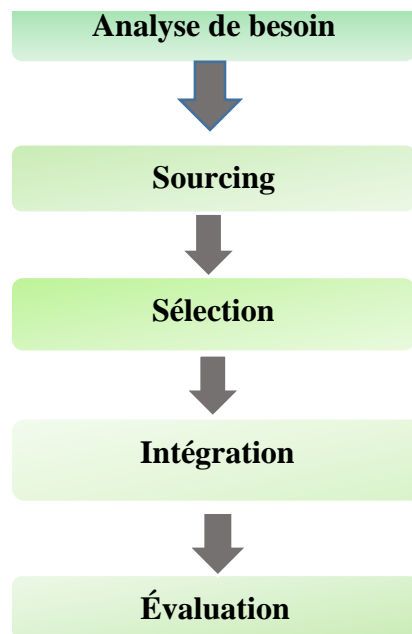 Analyse de besoin
Sourcing
Sélection
Intégration
Évaluation